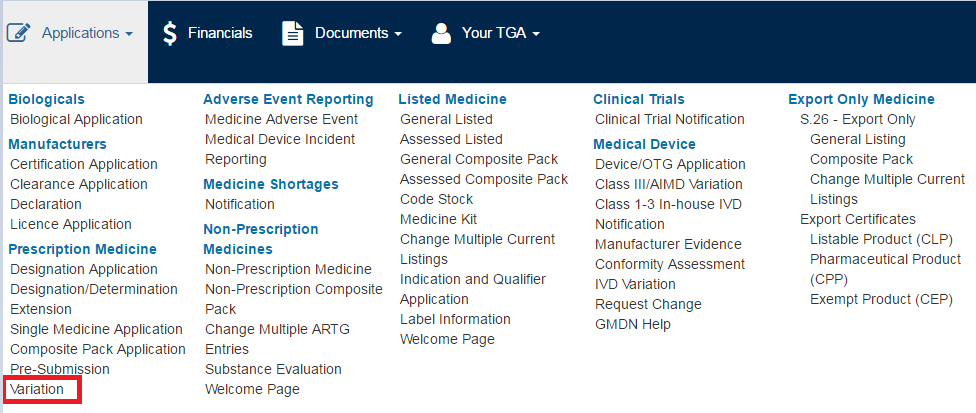 Applications
Financials
Documents
Your TGA
Biologicals
Biological Application
Manufacturers
Certification Application
Clearance Application
Declaration
Licence Application
Prescription Medicine
Designation Application
Designation/Determination
Extension
Single Medicine Application
Composite Pack Application
Pre-Submission
Variation
Adverse Event Reporting
Medicine Adverse Event
Medical Device Incident
Reporting
Medicine Shortages
Notification
Non-Prescription
Medicines
Non-Prescription Medicine
Non-Prescription Composite
Pack
Change Multiple ARTG
Entries
Substance Evaluation
Welcome Page
Listed Medicine
General Listed
Assessed Listed
General Composite Pack
Assessed Composite Pack
Code Stock
Medicine Kit
Change Multiple Current
Listings
Indication and Qualifier
Application
Label Information
Welcome Page
Clinical Trials
Clinical Trial Notification
Medical Device
Device/OTG Application
Class III/AIMD Variation
Class 1-3 In-house IVD
Notification
Manufacturer Evidence
Conformity Assessment
IVD Variation
Request Change
GMDN Help
Export Only Medicine
S.26 - Export Only
General Listing
Composite Pack
Change Multiple Current
Listings
Export Certificates
Listable Product (CLP)
Pharmaceutical Product
(CPP)
Exempt Product (CEP)